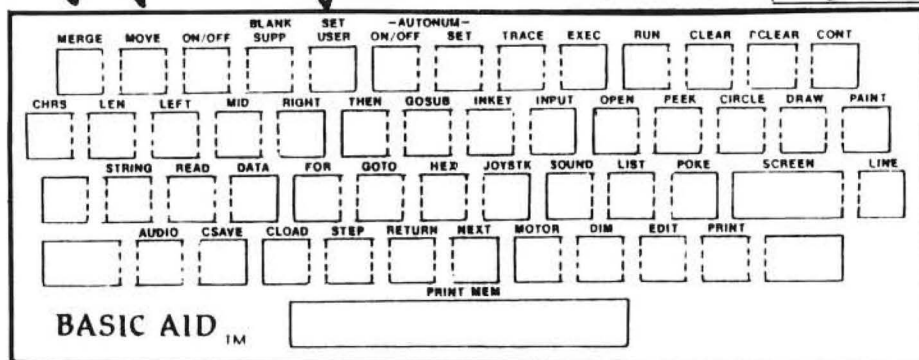 BLANK SET -AUTONUM-
MERGE MOVE ON/OFF SUPP USER ON/OFF SET TRACE EXEC RUN CLEAR PCLEAR CONT
CHRS LEN LEFT MID RIGHT THEN GOSUB INKEY INPUT OPEN PEEK CIRCLE DRAW PAINT
STRING READ DATA FOR GOTO HEX JOYSTK SOUND LIST POKE SCREEN LINE
AUDIO CSAVE CLOAD STEP RETURN NEXT MOTOR DIM EDIT PRINT
PRINT MEM
BASIC AID TM